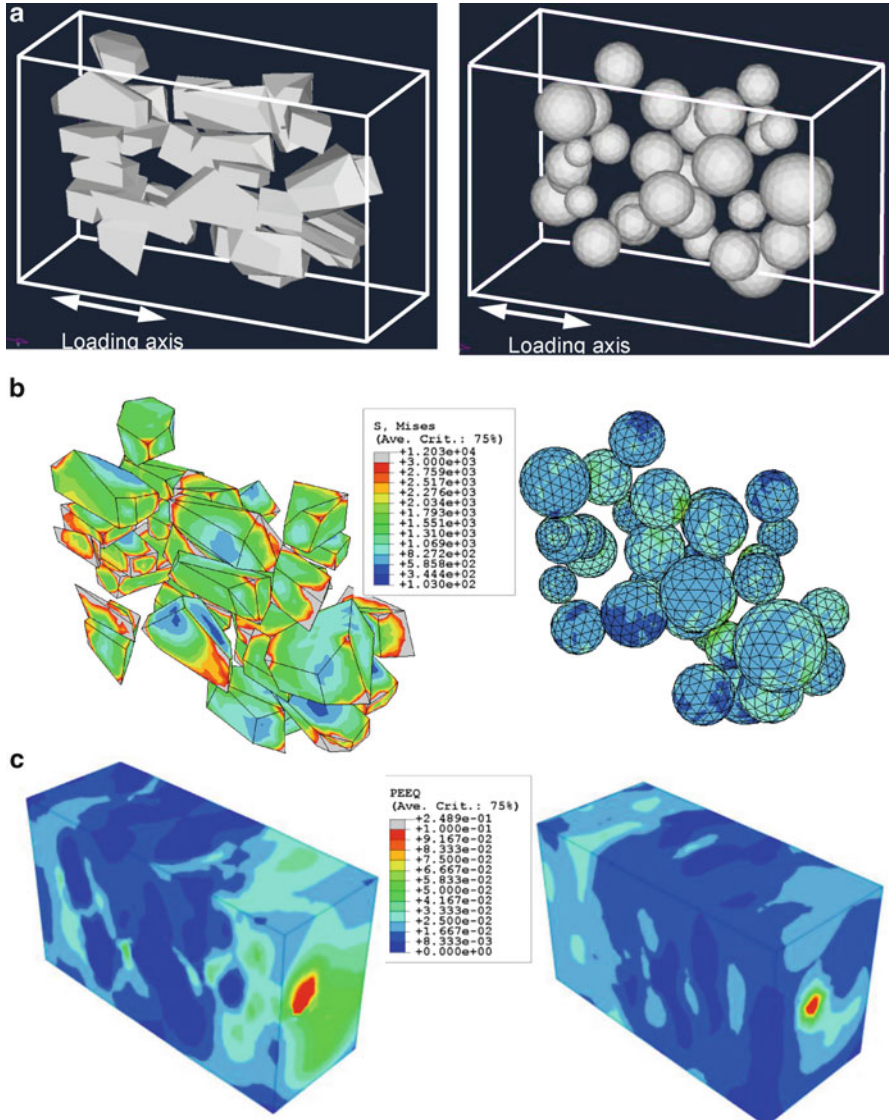 a
Loading axis
Loading axis
b
S, Mises
(Ave. Crit.: 75%)
+1.203e+04
+3.000e+03
+2.759e+03
+2.517e+03
+2.276e+03
+2.034e+03
+1.793e+03
+1.551e+03
+1.310e+03
+1.069e+03
+8.272e+02
+5.858e+02
+3.444e+02
+1.030e+02
c
PEEQ
(Ave. Crit.: 75%)
+2.489e-01
+1.000e-01
+9.167e-02
+8.333e-02
+7.500e-02
+6.667e-02
+5.833e-02
+5.000e-02
+4.167e-02
+3.333e-02
+2.500e-02
+1.667e-02
+8.333e-03
+0.000e+00